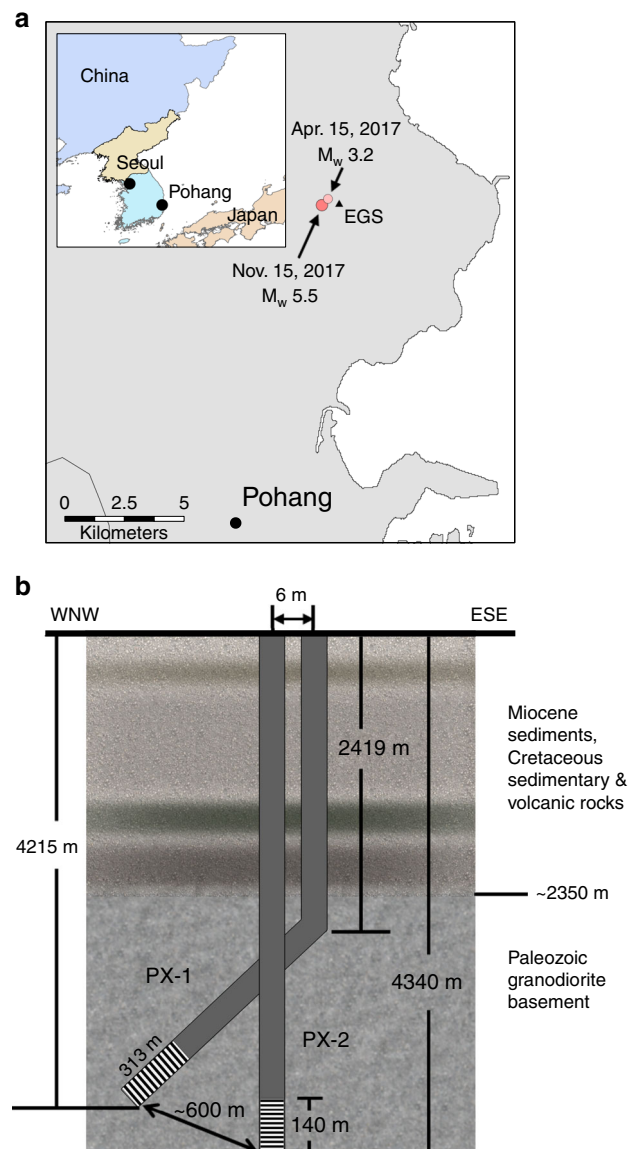 a
China
Seoul
Pohang
Japan
Apr. 15, 2017
Mw 3.2
EGS
Nov. 15, 2017
Mw 5.5
Pohang
0 2.5 5
Kilometers
b
6 m
WNW
ESE
2419 m
Miocene
sediments,
Cretaceous
sedimentary &
volcanic rocks
4215 m
~2350 m
Paleozoic
granodiorite
basement
PX-1
4340 m
PX-2
313 m
~600 m
140 m